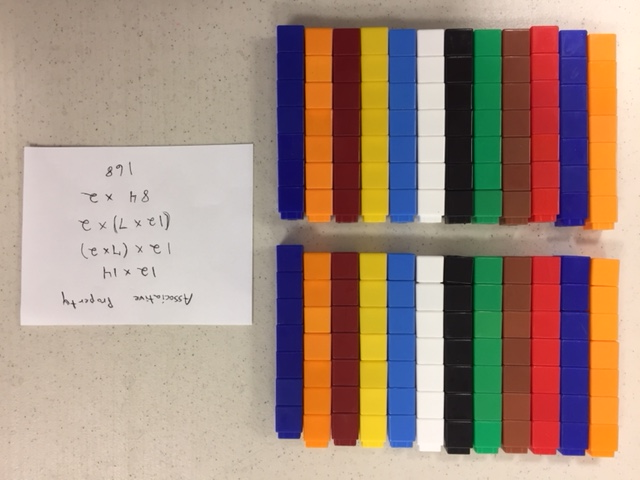 Associative Property
12 × 14
12 × (7×2)
(12 × 7) × 2
84 × 2
168